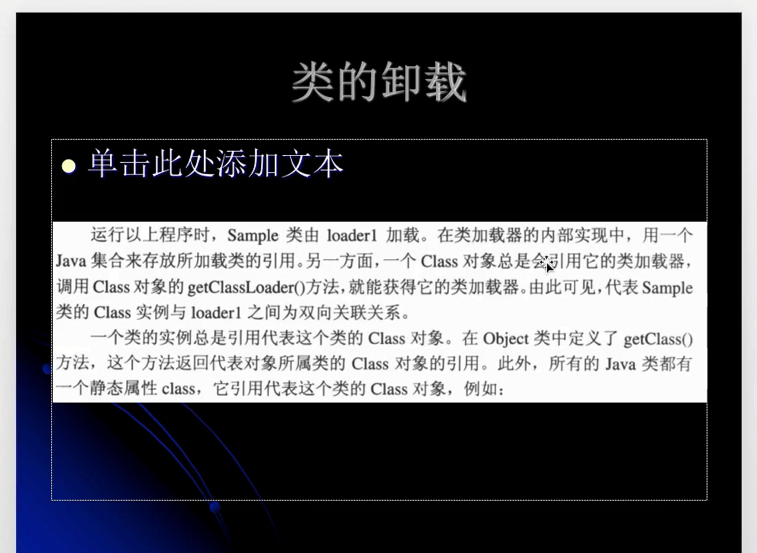 类的卸载
单击此处添加文本
运行以上程序时，Sample 类由 loader1 加载。在类加载器的内部实现中，用一个
Java 集合来存放所加载类的引用。另一方面，一个 Class 对象总是会引用它的类加载器，
调用 Class 对象的 getClassLoader()方法，就能获得它的类加载器。由此可见，代表 Sample
类的 Class 实例与 loader1 之间为双向关联关系。
一个类的实例总是引用代表这个类的 Class 对象。在 Object 类中定义了 getClass()
方法，这个方法返回代表对象所属类的 Class 对象的引用。此外，所有的 Java 类都有
一个静态属性 class，它引用代表这个类的 Class 对象，例如：